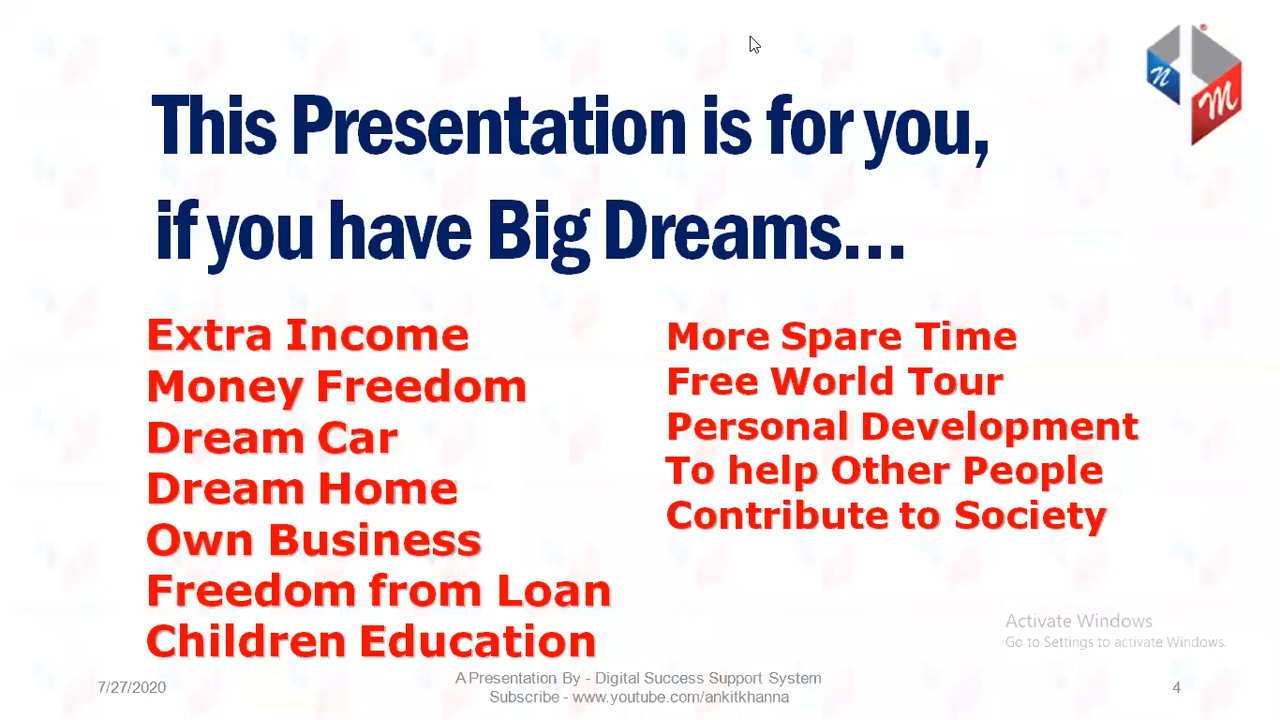 This Presentation is for you,
if you have Big Dreams...
Extra Income
Money Freedom
Dream Car
Dream Home
Own Business
Freedom from Loan
Children Education
More Spare Time
Free World Tour
Personal Development
To help Other People
Contribute to Society
n
M
Activate Windows
Go to Settings to activate Windows.
7/27/2020
A Presentation By - Digital Success Support System
Subscribe - www.youtube.com/ankitkhanna
4